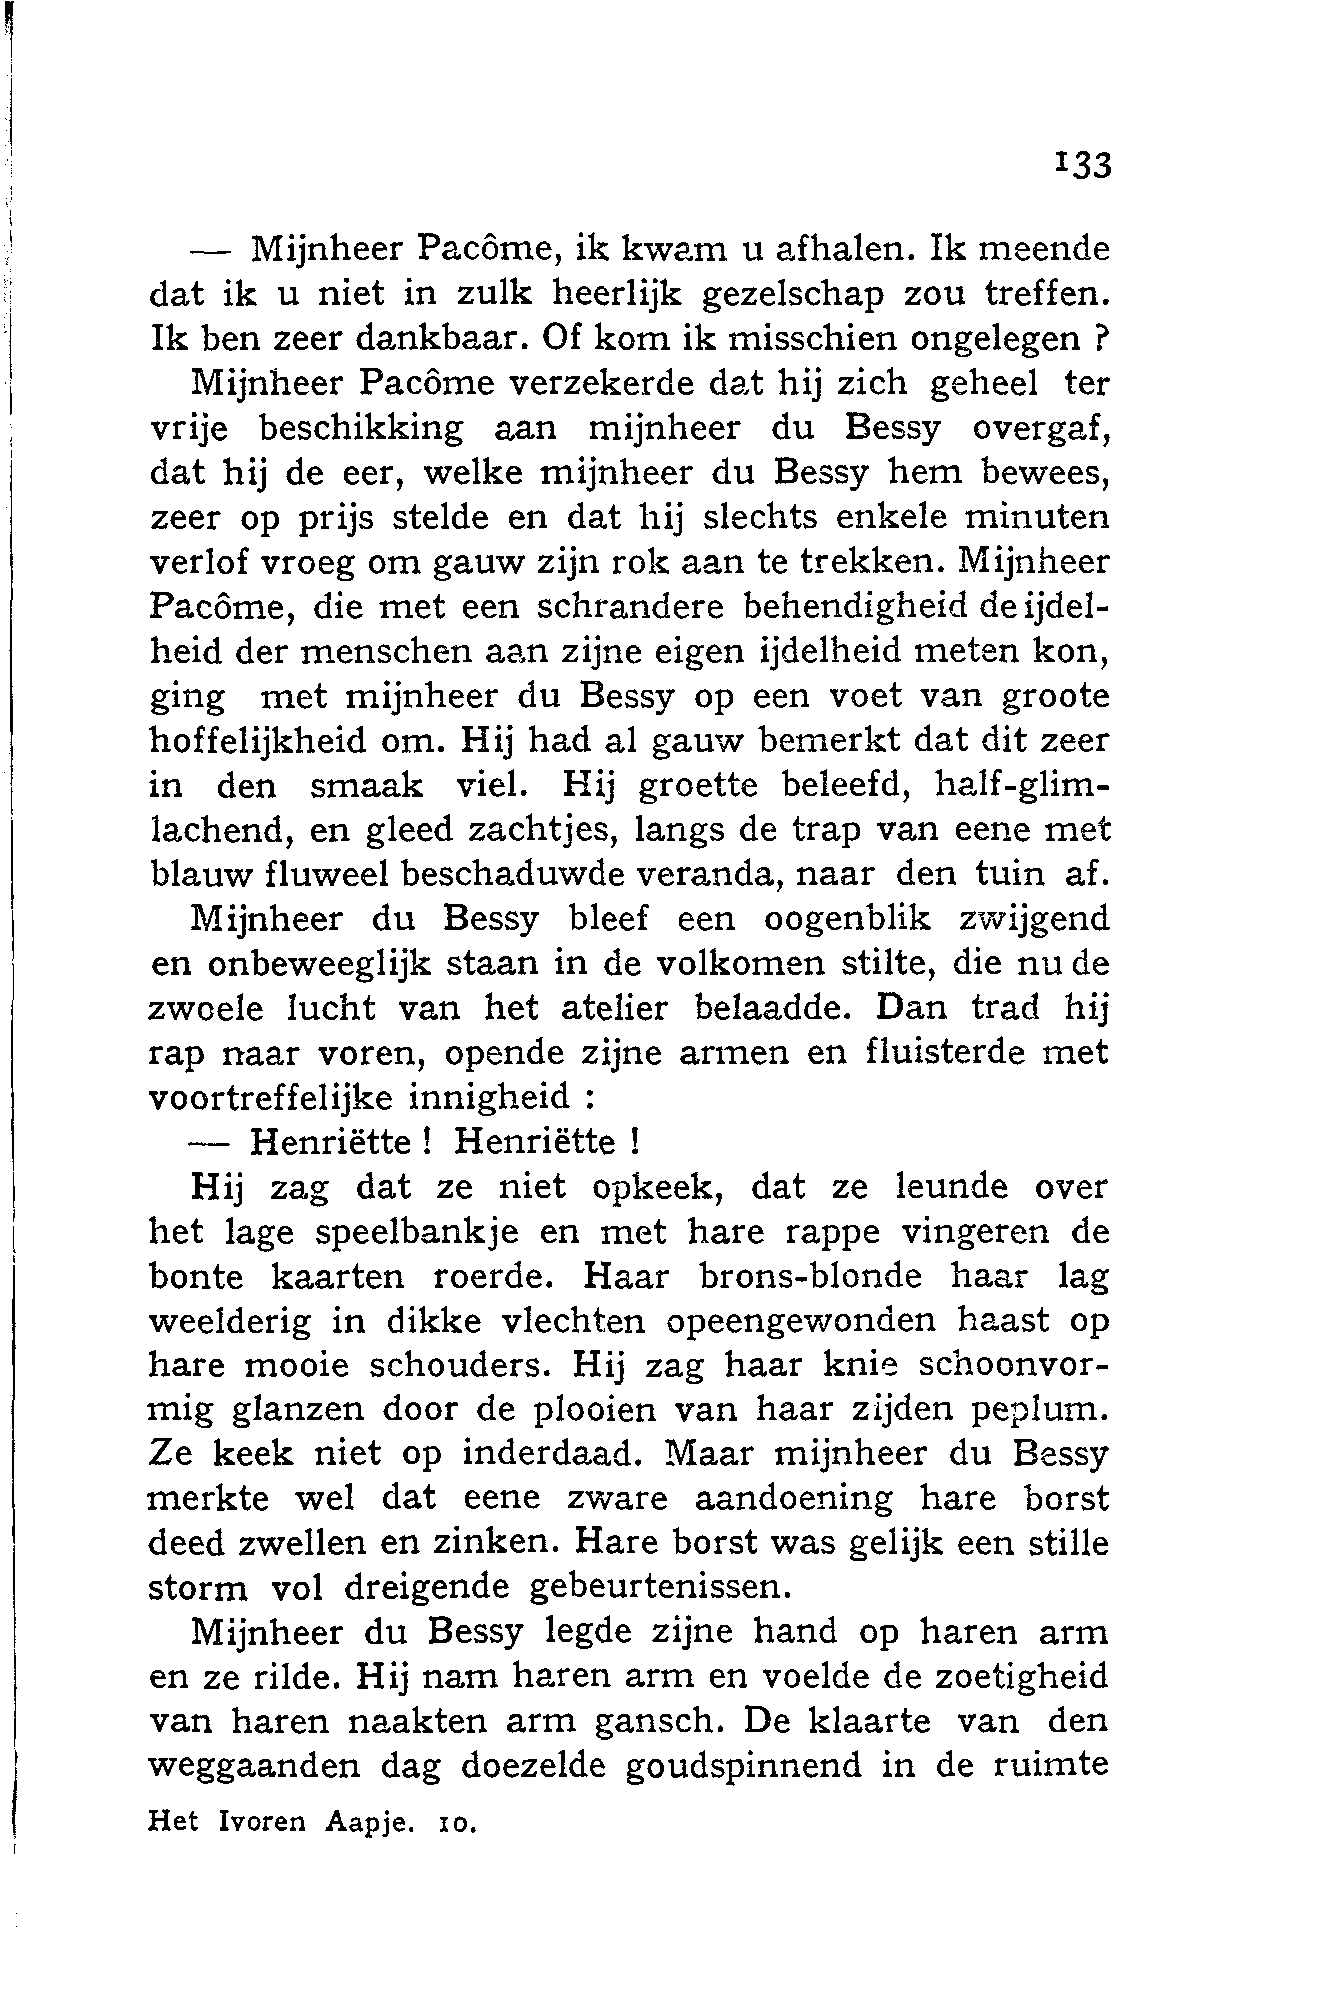 133
— Mijnheer Pacôme, ik kwam u afhalen. Ik meende
dat ik u niet in zulk heerlijk gezelschap zou treffen.
Ik ben zeer dankbaar. Of kom ik misschien ongelegen ?
Mijnheer Pacôme verzekerde dat hij zich geheel ter
vrije beschikking aan mijnheer du Bessy overgaf,
dat hij de eer, welke mijnheer du Bessy hem bewees,
zeer op prijs stelde en dat hij slechts enkele minuten
verlof vroeg om gauw zijn rok aan te trekken. Mijnheer
Pacôme, die met een schrandere behendigheid de ijdel-
heid der menschen aan zijne eigen ijdelheid meten kon,
ging met mijnheer du Bessy op een voet van groote
hoffelijkheid om. Hij had al gauw bemerkt dat dit zeer
in den smaak viel. Hij groette beleefd, half-glim-
lachend, en gleed zachtjes, langs de trap van eene met
blauw fluweel beschaduwde veranda, naar den tuin af.
Mijnheer du Bessy bleef een oogenblik zwijgend
en onbeweeglijk staan in de volkomen stilte, die nu de
zwoele lucht van het atelier belaadde. Dan trad hij
rap naar voren, opende zijne armen en fluisterde met
voortreffelijke innigheid :
— Henriëtte ! Henriëtte !
Hij zag dat ze niet opkeek, dat ze leunde over
het lage speelbankje en met hare rappe vingeren de
bonte kaarten roerde. Haar brons-blonde haar lag
weelderig in dikke vlechten opeengewonden haast op
hare mooie schouders. Hij zag haar knie schoonvor-
mig glanzen door de plooien van haar zijden peplum.
Ze keek niet op inderdaad. Maar mijnheer du Bessy
merkte wel dat eene zware aandoening hare borst
deed zwellen en zinken. Hare borst was gelijk een stille
storm vol dreigende gebeurtenissen.
Mijnheer du Bessy legde zijne hand op haren arm
en ze rilde. Hij nam haren arm en voelde de zoetigheid
van haren naakten arm gansch. De klaarte van den
weggaanden dag doezelde goudspinnend in de ruimte
Het Ivoren Aapje. 10.